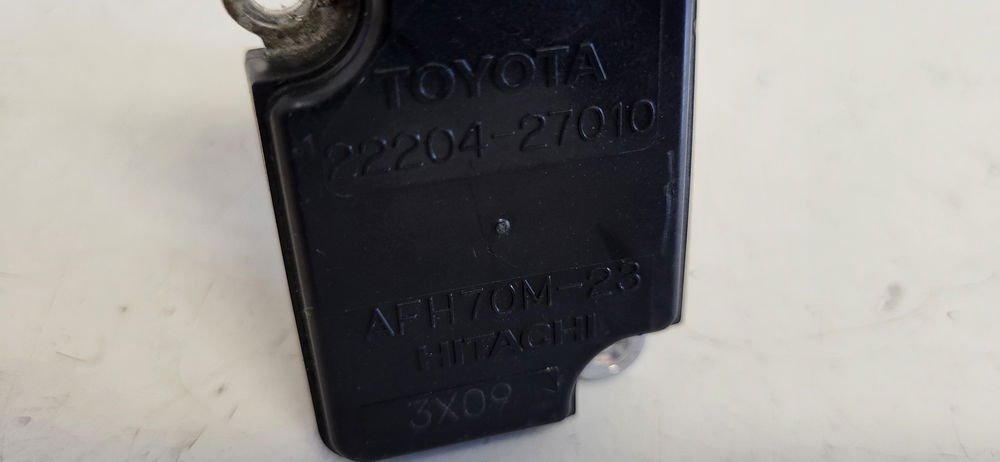 TOYOTA
22204-27010
AFH70M-23
HITACHI
3X09